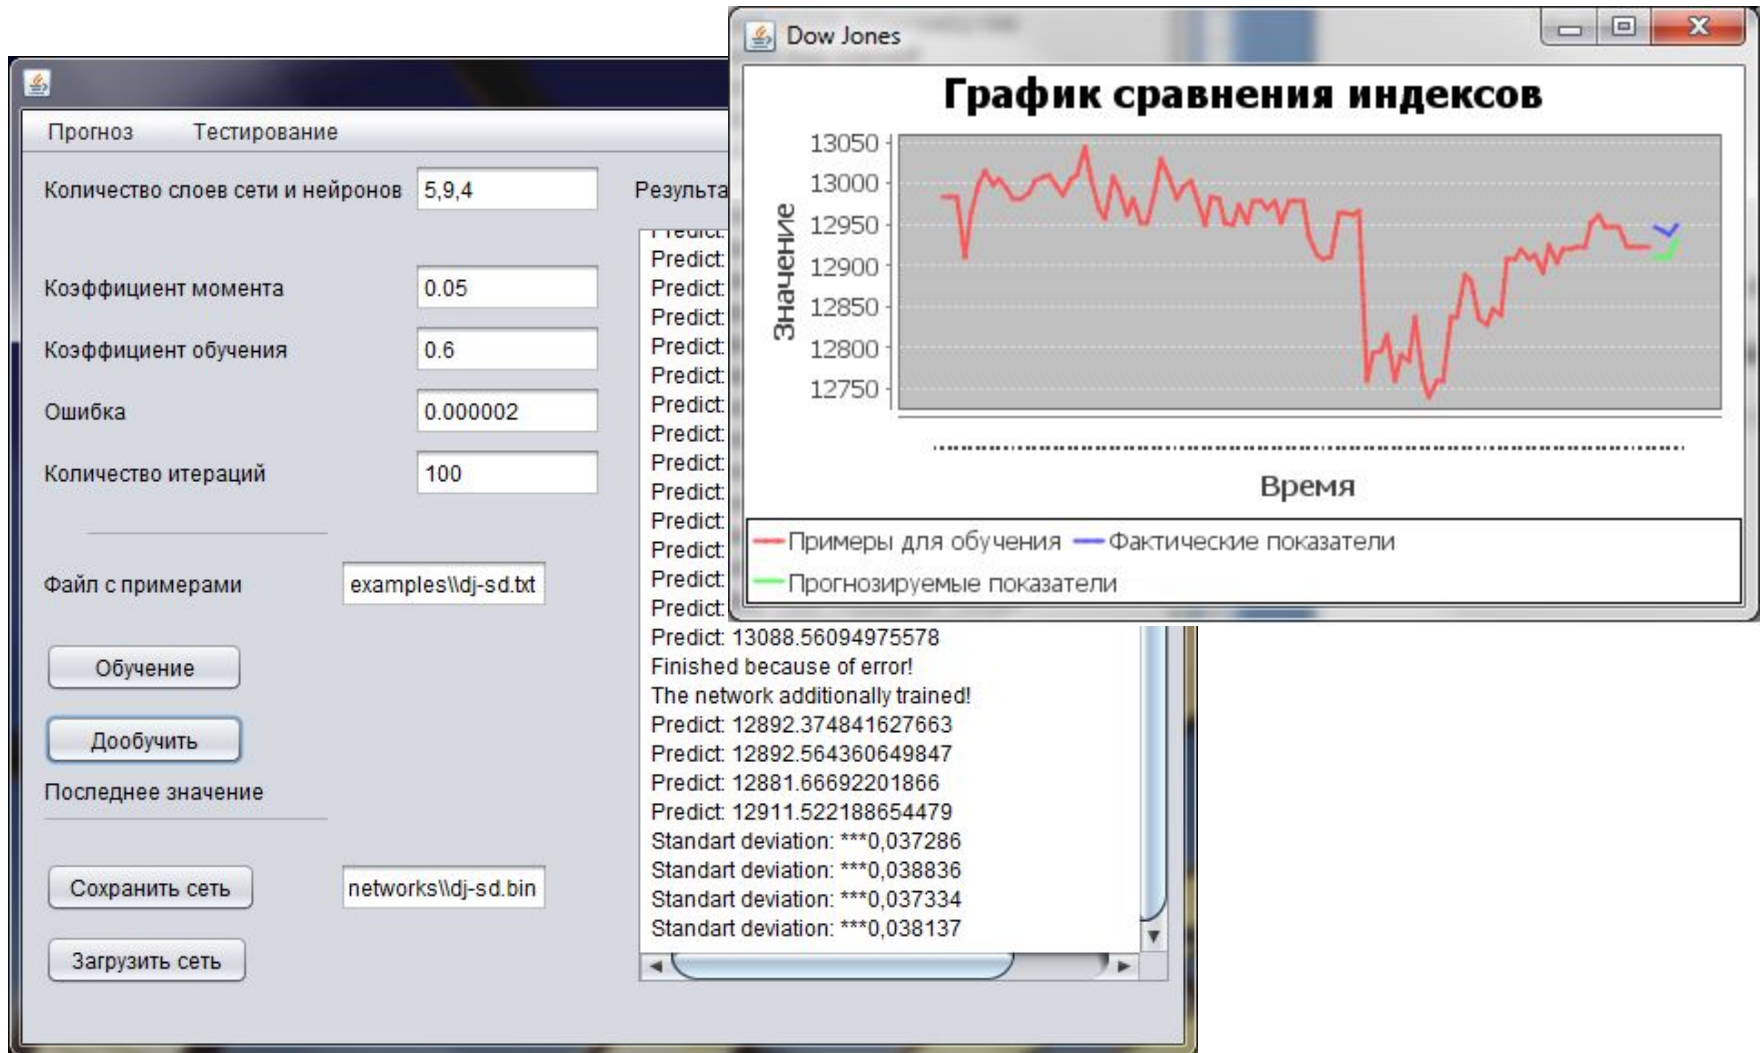 Dow Jones
График сравнения индексов
13050
13000
12950
12900
12850
12800
12750
Значение
Время
Примеры для обучения
Фактические показатели
Прогнозируемые показатели
Прогноз
Тестирование
Количество слоев сети и нейронов
5,9,4
Коэффициент момента
0.05
Коэффициент обучения
0.6
Ошибка
0.000002
Количество итераций
100
Файл с примерами
examples\\dj-sd.txt
Обучение
Дообучить
Последнее значение
Сохранить сеть
networks\\dj-sd.bin
Загрузить сеть
Predict:
Predict:
Predict:
Predict:
Predict:
Predict:
Predict:
Predict:
Predict:
Predict:
Predict:
Predict:
Predict:
Predict: 13088.56094975578
Finished because of error!
The network additionally trained!
Predict: 12892.374841627663
Predict: 12892.564360649847
Predict: 12881.66692201866
Predict: 12911.522188654479
Standart deviation: ***0,037286
Standart deviation: ***0,038836
Standart deviation: ***0,037334
Standart deviation: ***0,038137